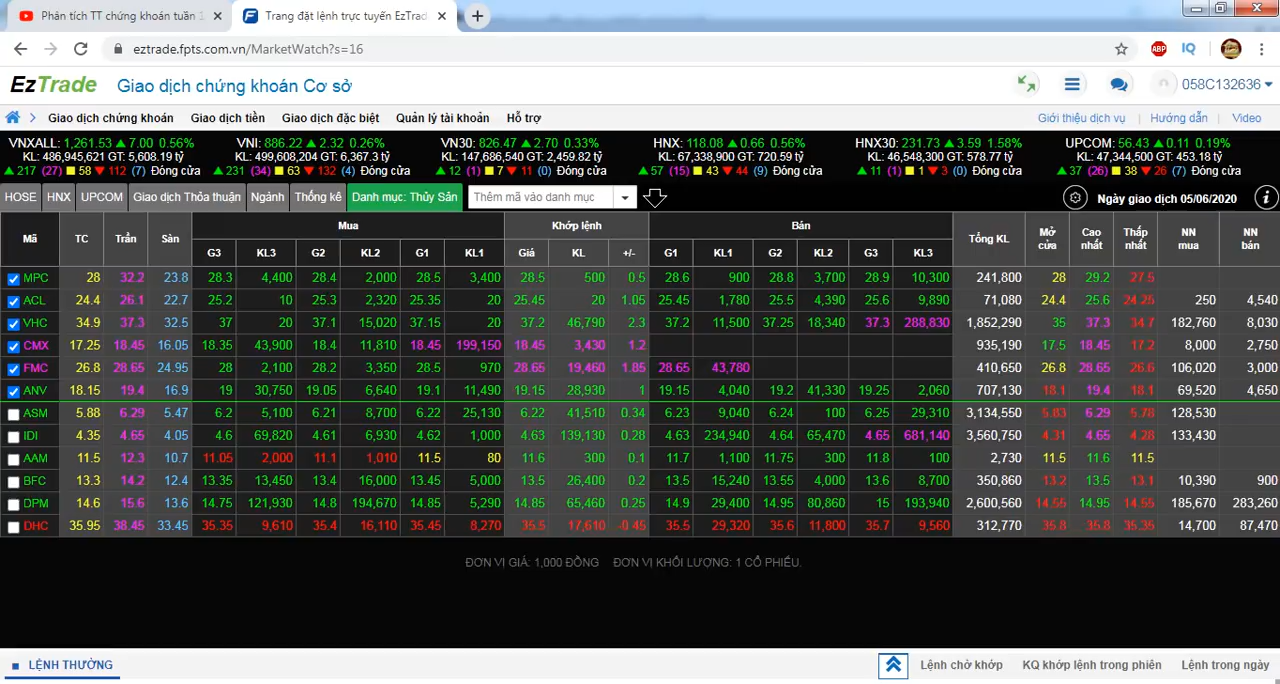 Phân tích TT chứng khoán tuần 1
Trang đặt lệnh trực tuyến EzTrad
eztrade.fpts.com.vn/MarketWatch?s=16
ABP
IQ
EzTrade Giao dịch chứng khoán Cơ sở
058C132636
Giao dịch chứng khoán Giao dịch tiền Giao dịch đặc biệt Quản lý tài khoản Hỗ trợ
Giới thiệu dịch vụ | Hướng dẫn | Video
VNXALL: 1,261.53 ▲ 7.00 0.56% VNI: 886.22 ▲ 2.32 0.26% VN30: 826.47 ▲ 2.70 0.33% HNX: 118.08 ▲ 0.66 0.56% HNX30: 231.73 ▲ 3.59 1.58% UPCOM: 56.43 ▲ 0.11 0.19%
KL: 486,945,621 GT: 5,608.19 tỷ KL: 499,608,204 GT: 6,367.3 tỷ KL: 147,686,540 GT: 2,459.82 tỷ KL: 67,338,900 GT: 720.59 tỷ KL: 46,548,300 GT: 578.77 tỷ KL: 47,344,500 GT: 453.18 tỷ
▲ 217 (27) ■ 58 ▼ 112 (7) Đóng cửa ▲ 231 (34) ■ 63 ▼ 132 (4) Đóng cửa ▲ 12 (1) ■ 7 ▼ 11 (0) Đóng cửa ▲ 57 (15) ■ 43 ▼ 44 (9) Đóng cửa ▲ 11 (1) ■ 1 ▼ 3 (0) Đóng cửa ▲ 37 (26) ■ 38 ▼ 26 (7) Đóng cửa
HOSE HNX UPCOM Giao dịch Thỏa thuận Ngành Thống kê Danh mục: Thủy Sản Thêm mã vào danh mục Ngày giao dịch 05/06/2020 i
Mã TC Trần Sàn Mua Khớp lệnh Bán Tổng KL Mở cửa Cao nhất Thấp nhất NN mua NN bán
G3 KL3 G2 KL2 G1 KL1 Giá KL +/- G1 KL1 G2 KL2 G3 KL3
MPC 28 32.2 23.8 28.3 4,400 28.4 2,000 28.5 3,400 28.5 500 0.5 28.6 900 28.8 3,700 28.9 10,300 241,800 28 29.2 27.5
ACL 24.4 26.1 22.7 25.2 10 25.3 2,320 25.35 20 25.45 20 1.05 25.45 1,780 25.5 4,390 25.6 9,890 71,080 24.4 25.6 24.25 250 4,540
VHC 34.9 37.3 32.5 37 20 37.1 15,020 37.15 20 37.2 46,790 2.3 37.2 11,500 37.25 18,340 37.3 288,830 1,852,290 35 37.3 34.7 182,760 8,030
CMX 17.25 18.45 16.05 18.35 43,900 18.4 11,810 18.45 199,150 18.45 3,430 1.2 935,190 17.5 18.45 17.2 8,000 2,750
FMC 26.8 28.65 24.95 28 2,100 28.2 3,350 28.5 970 28.65 19,460 1.85 28.65 43,780 410,650 26.8 28.65 26.6 106,020 3,000
ANV 18.15 19.4 16.9 19 30,750 19.05 6,640 19.1 11,490 19.15 28,930 1 19.15 4,040 19.2 41,330 19.25 2,060 707,130 18.1 19.4 18.1 69,520 4,650
ASM 5.88 6.29 5.47 6.2 5,100 6.21 8,700 6.22 25,130 6.22 41,510 0.34 6.23 9,040 6.24 100 6.25 29,310 3,134,550 5.83 6.29 5.78 128,530
IDI 4.35 4.65 4.05 4.6 69,820 4.61 6,930 4.62 1,000 4.63 139,130 0.28 4.63 234,940 4.64 65,470 4.65 681,140 3,560,750 4.31 4.65 4.28 133,430
AAM 11.5 12.3 10.7 11.05 2,000 11.1 1,010 11.5 80 11.6 300 0.1 11.7 1,100 11.75 300 11.8 100 2,730 11.5 11.6 11.5
BFC 13.3 14.2 12.4 13.35 13,450 13.4 16,000 13.45 5,000 13.5 26,400 0.2 13.5 15,240 13.55 4,000 13.6 8,700 350,860 13.2 13.5 13.1 10,390 900
DPM 14.6 15.6 13.6 14.75 121,930 14.8 194,670 14.85 5,290 14.85 65,460 0.25 14.9 29,400 14.95 80,860 15 193,940 2,600,560 14.55 14.95 14.55 185,670 283,260
DHC 35.95 38.45 33.45 35.35 9,610 35.4 16,110 35.45 8,270 35.5 17,610 -0.45 35.5 29,320 35.6 11,800 35.7 9,560 312,770 35.8 35.8 35.35 14,700 87,470
ĐƠN VỊ GIÁ: 1,000 ĐỒNG ĐƠN VỊ KHỐI LƯỢNG: 1 CỔ PHIẾU.
LỆNH THƯỜNG Lệnh chờ khớp KQ khớp lệnh trong phiên Lệnh trong ngày